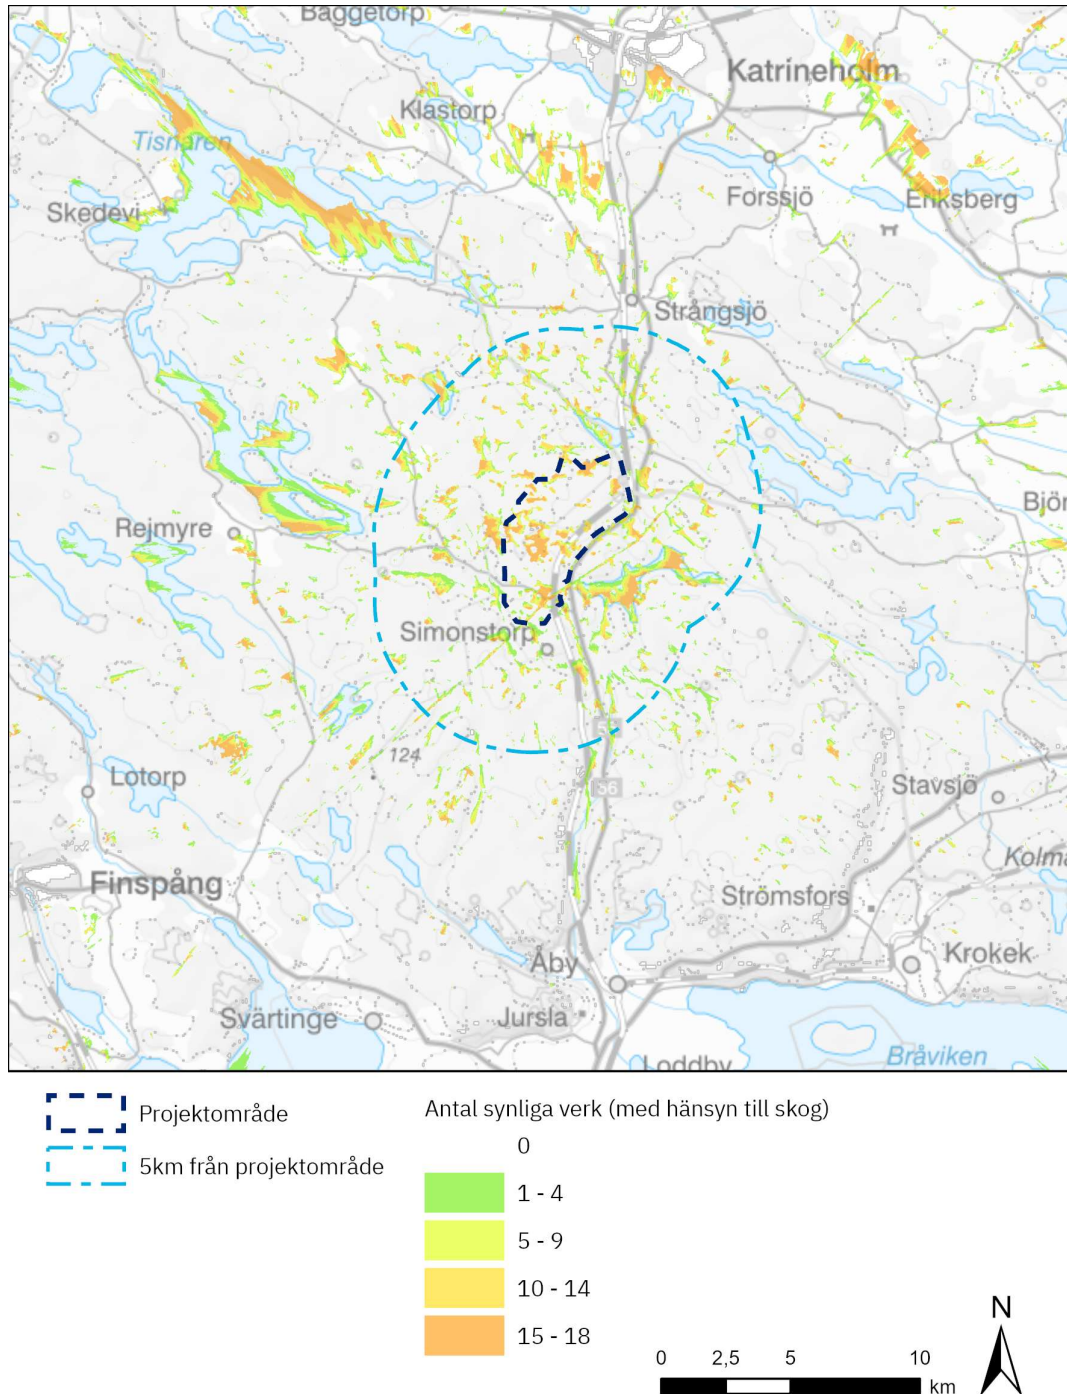 Baggetorp
Katrineholm
Klastorp
Tisnaren
Forssjö
Eriksberg
Skedevi
Strångsjö
Rejmyre
Björ
Simonstorp
124
56
Lotorp
Stavsjö
Kolmå
Finspång
Strömsfors
Krokek
Åby
Svärtinge
Jursla
Bråviken
Loddby
Projektområde
5km från projektområde
Antal synliga verk (med hänsyn till skog)
0
1 - 4
5 - 9
10 - 14
15 - 18
N
0 2,5 5 10
km